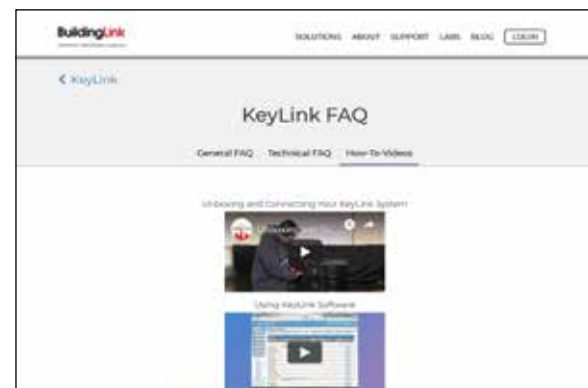 BuildingLink
SOLUTIONS ABOUT SUPPORT LABS BLOG LOGIN
KeyLink
KeyLink FAQ
General FAQ Technical FAQ How-To Videos
Unboxing and Connecting Your KeyLink System
Using KeyLink Software